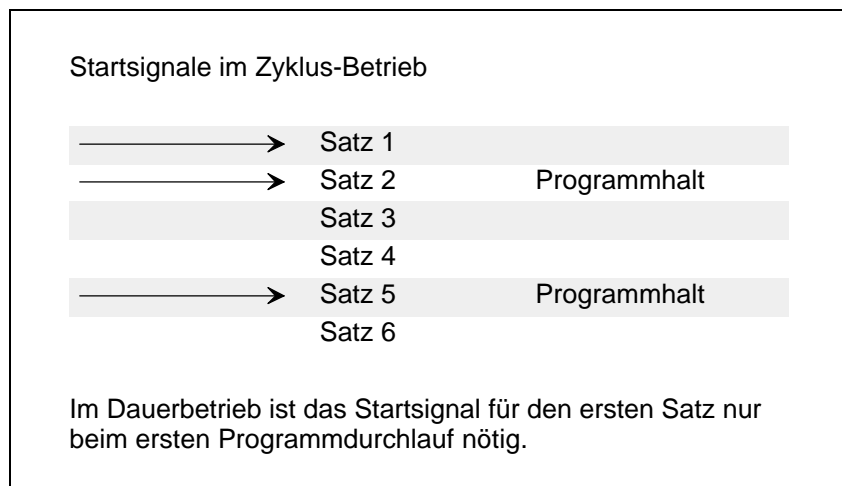 Startsignale im Zyklus-Betrieb
Satz 1
Satz 2 Programmhalt
Satz 3
Satz 4
Satz 5 Programmhalt
Satz 6
Im Dauerbetrieb ist das Startsignal für den ersten Satz nur
beim ersten Programmdurchlauf nötig.